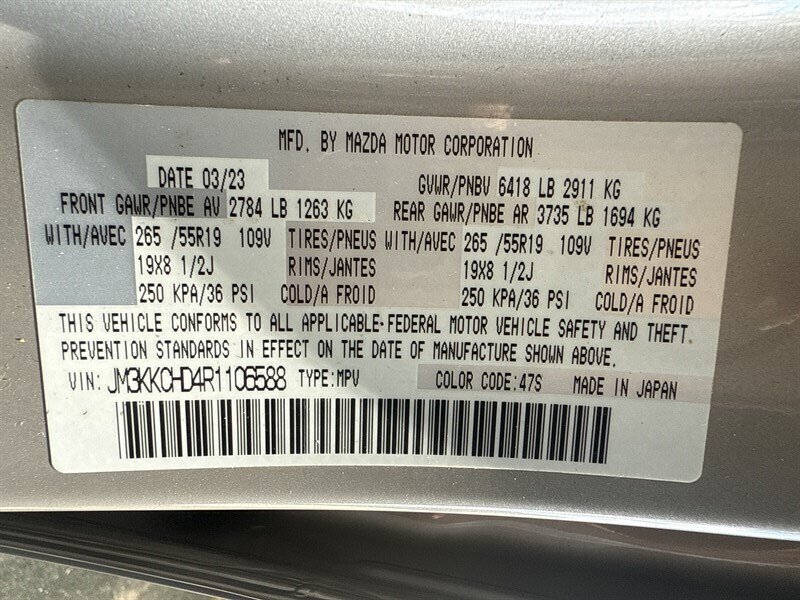 MFD. BY MAZDA MOTOR CORPORATION
DATE 03/23 GVWR/PNBV 6418 LB 2911 KG
FRONT GAWR/PNBE AV 2784 LB 1263 KG REAR GAWR/PNBE AR 3735 LB 1694 KG
WITH/AVEC 265 /55R19 109V TIRES/PNEUS WITH/AVEC 265 /55R19 109V TIRES/PNEUS
19X8 1/2J RIMS/JANTES 19X8 1/2J RIMS/JANTES
250 KPA/36 PSI COLD/A FROID 250 KPA/36 PSI COLD/A FROID
THIS VEHICLE CONFORMS TO ALL APPLICABLE FEDERAL MOTOR VEHICLE SAFETY AND THEFT
PREVENTION STANDARDS IN EFFECT ON THE DATE OF MANUFACTURE SHOWN ABOVE.
VIN: JM3KKCHD4R1106588 TYPE:MPV COLOR CODE:47S MADE IN JAPAN